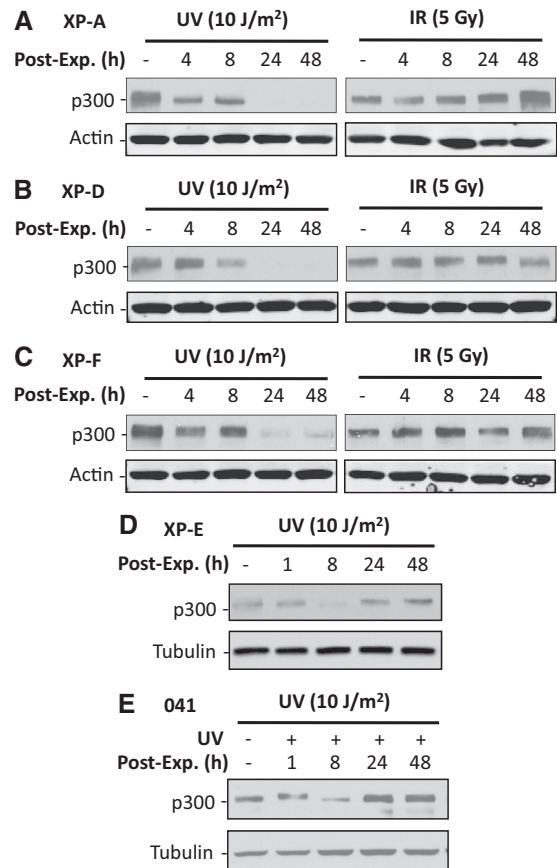 A XP-A UV (10 J/m²) IR (5 Gy)
Post-Exp. (h) - 4 8 24 48 - 4 8 24 48
p300 -
Actin -
B XP-D UV (10 J/m²) IR (5 Gy)
Post-Exp. (h) - 4 8 24 48 - 4 8 24 48
p300 -
Actin -
C XP-F UV (10 J/m²) IR (5 Gy)
Post-Exp. (h) - 4 8 24 48 - 4 8 24 48
p300 -
Actin -
D XP-E UV (10 J/m²)
Post-Exp. (h) - 1 8 24 48
p300 -
Tubulin -
E 041 UV (10 J/m²)
UV - + + + +
Post-Exp. (h) - 1 8 24 48
p300 -
Tubulin -